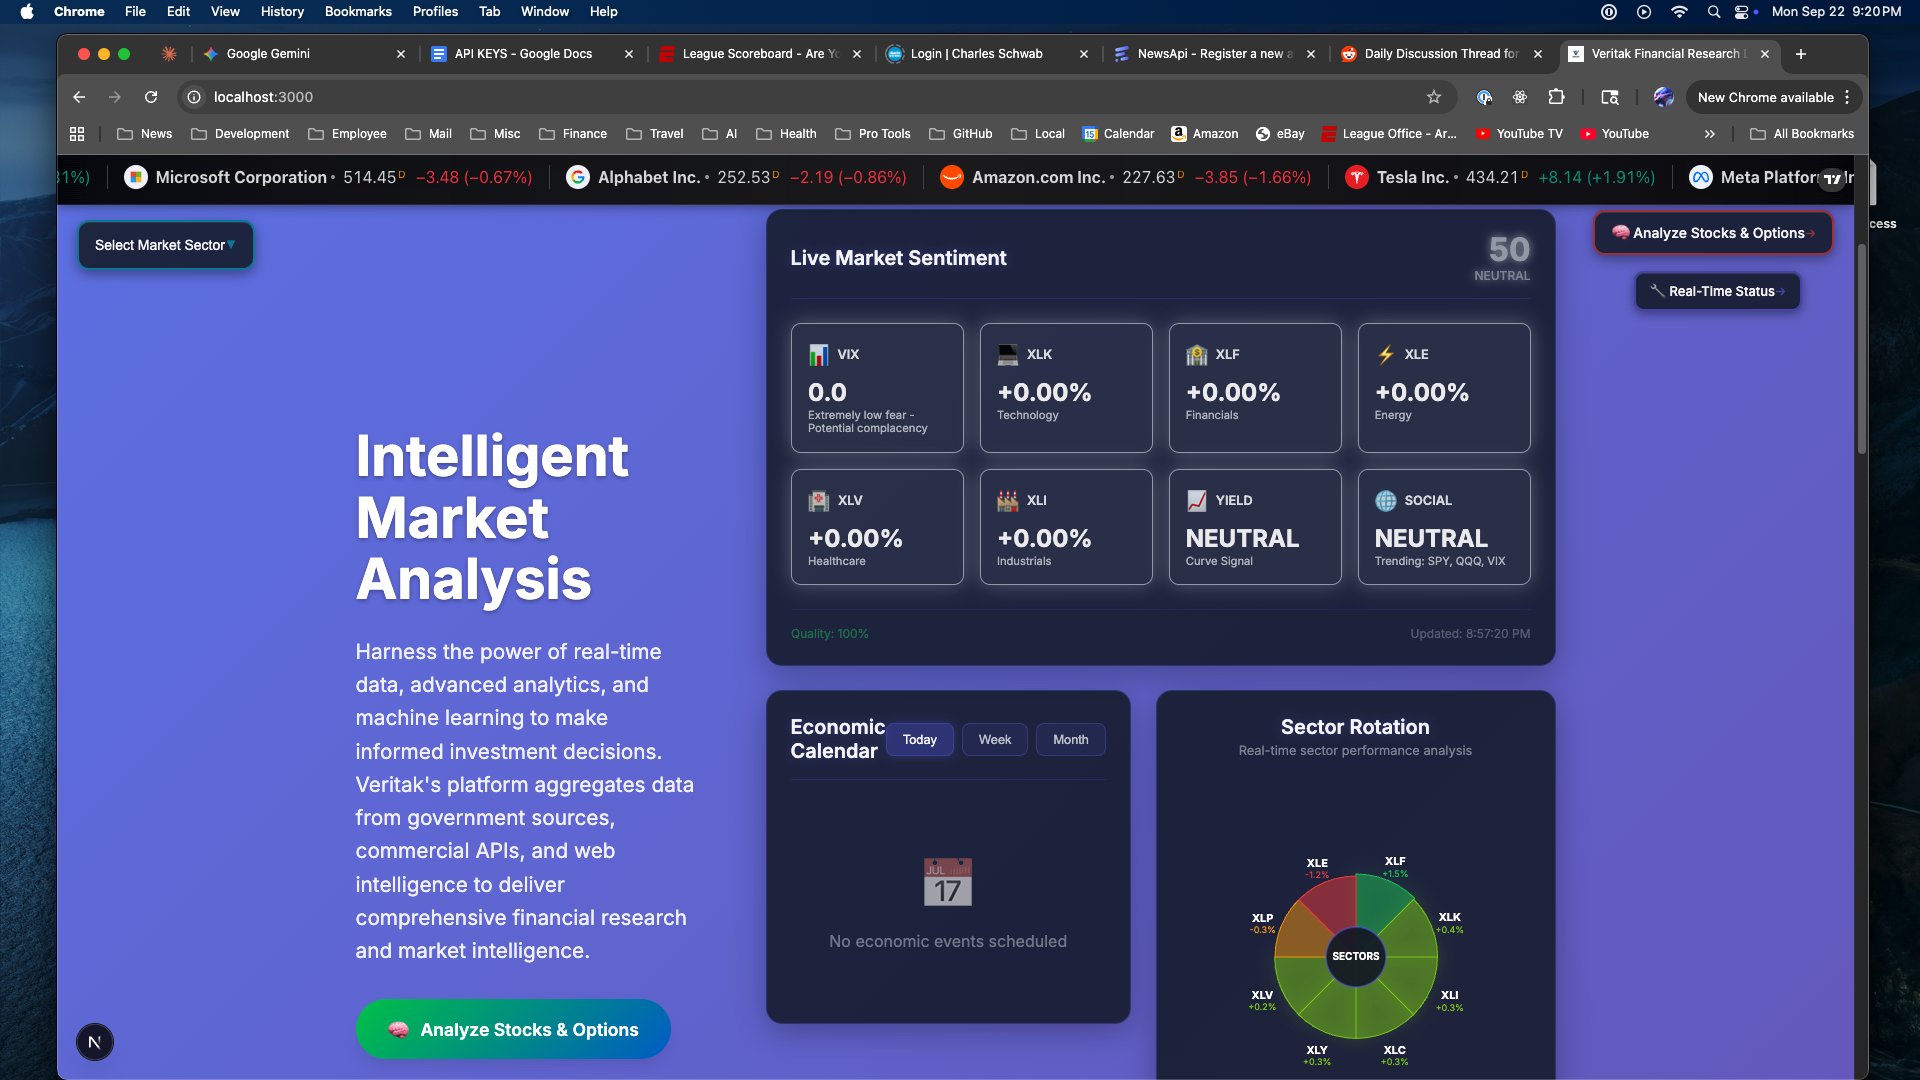 Chrome File Edit View History Bookmarks Profiles Tab Window Help Mon Sep 22 9:20 PM
Google Gemini API KEYS - Google Docs League Scoreboard - Are Login | Charles Schwab NewsApi - Register a new a Daily Discussion Thread for Veritak Financial Research
localhost:3000 New Chrome available
News Development Employee Mail Misc Finance Travel AI Health Pro Tools GitHub Local Calendar Amazon eBay League Office - Ar... YouTube TV YouTube » All Bookmarks
31%) Microsoft Corporation • 514.45 D −3.48 (−0.67%) Alphabet Inc. • 252.53 D −2.19 (−0.86%) Amazon.com Inc. • 227.63 D −3.85 (−1.66%) Tesla Inc. • 434.21 D +8.14 (+1.91%) Meta Platfor
cess
Select Market Sector▼
🧠 Analyze Stocks & Options→
Real-Time Status→
Intelligent
Market
Analysis
Harness the power of real-time
data, advanced analytics, and
machine learning to make
informed investment decisions.
Veritak's platform aggregates data
from government sources,
commercial APIs, and web
intelligence to deliver
comprehensive financial research
and market intelligence.
Analyze Stocks & Options
N
Live Market Sentiment
50
NEUTRAL
VIX
0.0
Extremely low fear -
Potential complacency
XLK
+0.00%
Technology
XLF
+0.00%
Financials
XLE
+0.00%
Energy
XLV
+0.00%
Healthcare
XLI
+0.00%
Industrials
YIELD
NEUTRAL
Curve Signal
SOCIAL
NEUTRAL
Trending: SPY, QQQ, VIX
Quality: 100%
Updated: 8:57:20 PM
Economic
Calendar
Today Week Month
JUL
17
No economic events scheduled
Sector Rotation
Real-time sector performance analysis
XLE
-1.2%
XLF
+1.5%
XLP
-0.3%
XLK
+0.4%
SECTORS
XLV
+0.2%
XLI
+0.3%
XLY
+0.3%
XLC
+0.3%